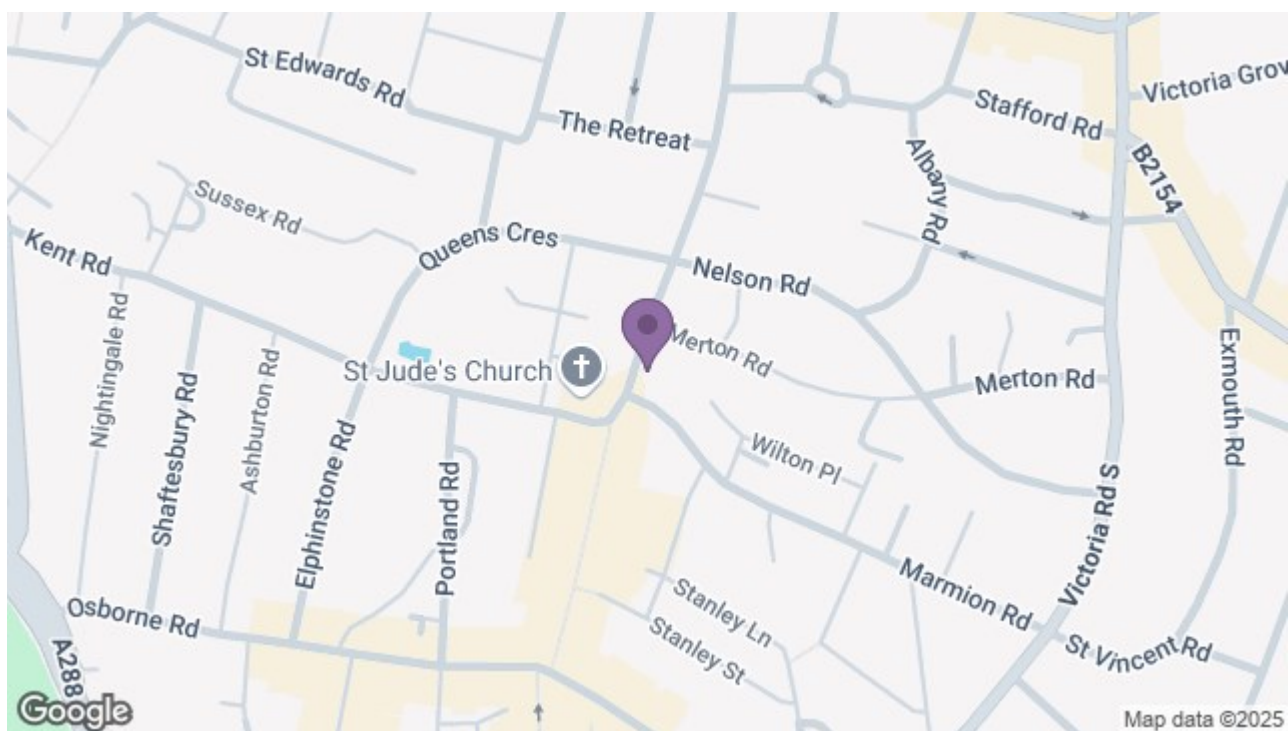 St Edwards Rd
The Retreat
Stafford Rd
Victoria Grov
B2154
Albany Rd
Sussex Rd
Queens Cres
Kent Rd
Nelson Rd
Nightingale Rd
Merton Rd
St Jude's Church
Merton Rd
Exmouth Rd
Shaftesbury Rd
Ashburton Rd
Elphinstone Rd
Portland Rd
Wilton Pl
Victoria Rd S
Marmion Rd
Stanley Ln
Stanley St
St Vincent Rd
Osborne Rd
A288
Google
Map data ©2025